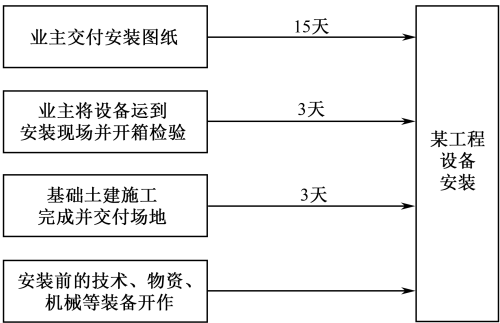 业主交付安装图纸
15天
业主将设备运到
安装现场并开箱检验
3天
基础土建施工
完成并交付场地
3天
安装前的技术、物资、
机械等装备开作
某工程
设备
安装